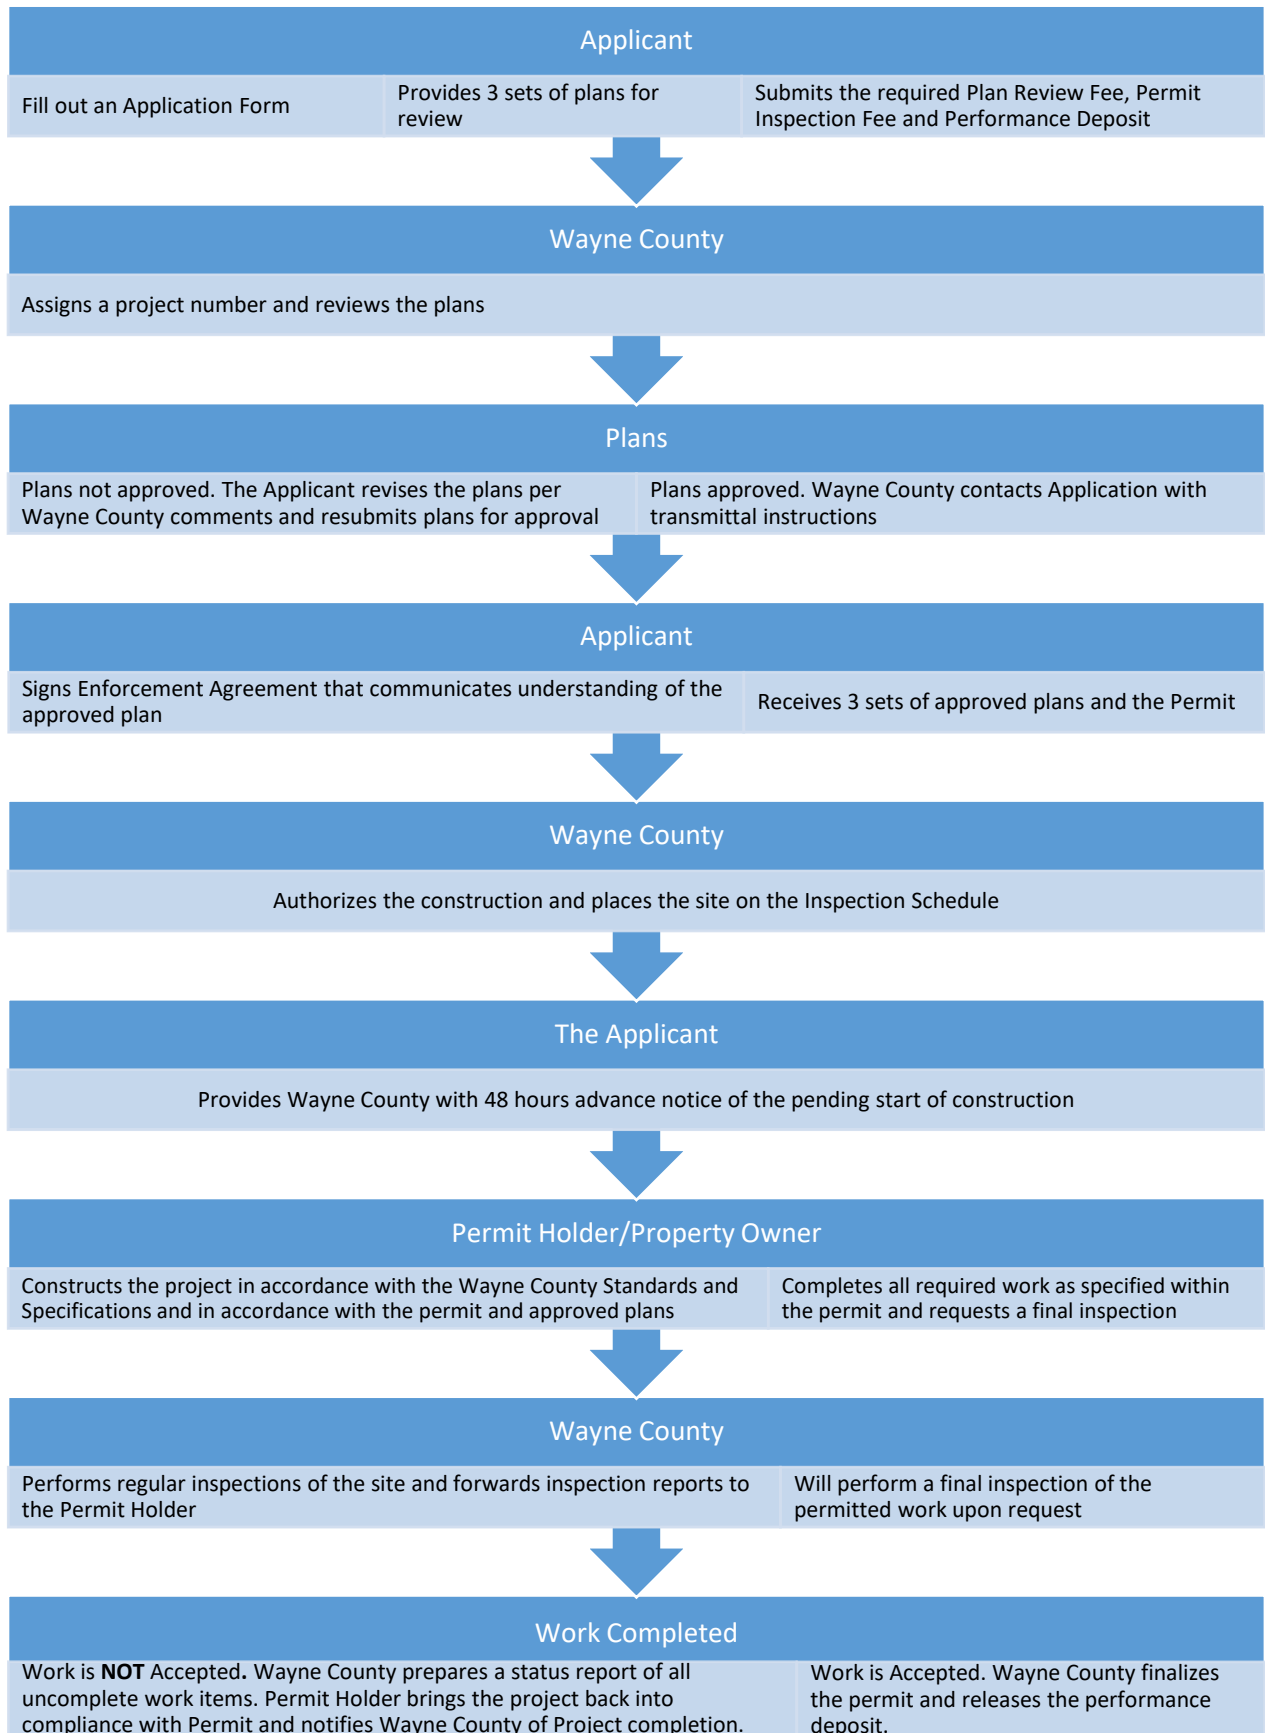 Applicant
Fill out an Application Form
Provides 3 sets of plans for
review
Submits the required Plan Review Fee, Permit
Inspection Fee and Performance Deposit
Wayne County
Assigns a project number and reviews the plans
Plans
Plans not approved. The Applicant revises the plans per
Wayne County comments and resubmits plans for approval
Plans approved. Wayne County contacts Application with
transmittal instructions
Applicant
Signs Enforcement Agreement that communicates understanding of the
approved plan
Receives 3 sets of approved plans and the Permit
Wayne County
Authorizes the construction and places the site on the Inspection Schedule
The Applicant
Provides Wayne County with 48 hours advance notice of the pending start of construction
Permit Holder/Property Owner
Constructs the project in accordance with the Wayne County Standards and
Specifications and in accordance with the permit and approved plans
Completes all required work as specified within
the permit and requests a final inspection
Wayne County
Performs regular inspections of the site and forwards inspection reports to
the Permit Holder
Will perform a final inspection of the
permitted work upon request
Work Completed
Work is NOT Accepted. Wayne County prepares a status report of all
uncomplete work items. Permit Holder brings the project back into
compliance with Permit and notifies Wayne County of Project completion.
Work is Accepted. Wayne County finalizes
the permit and releases the performance
deposit.